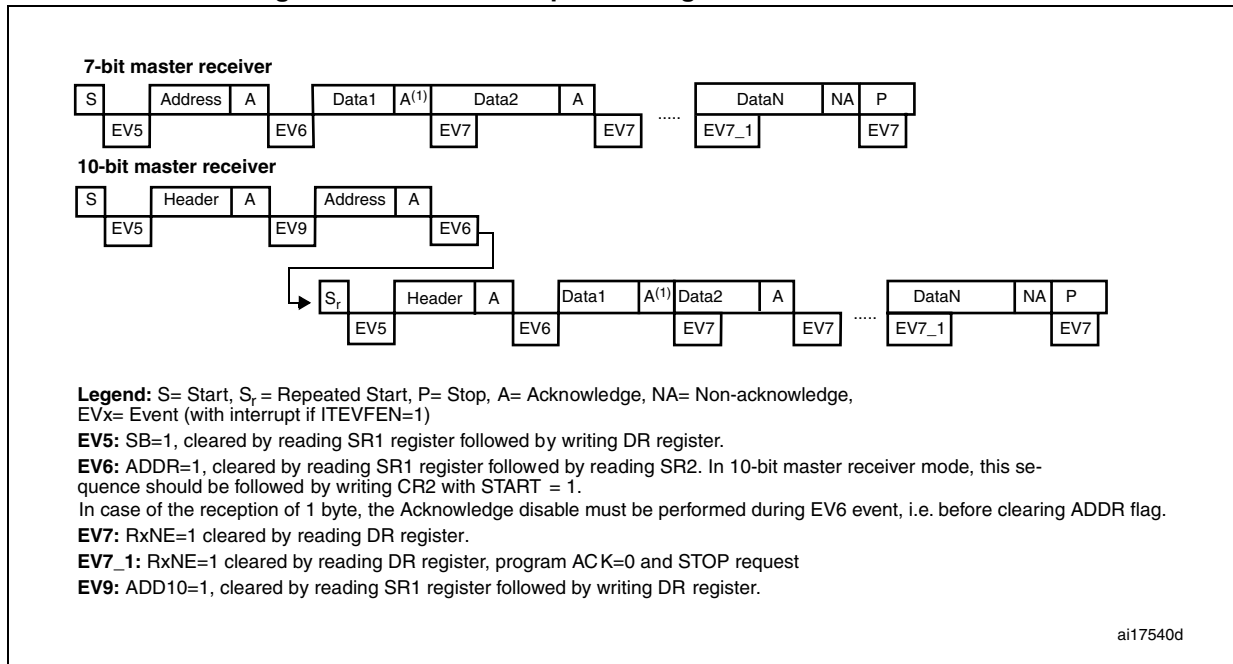 7-bit master receiver
S Address A Data1 A(1) Data2 A ..... DataN NA P
EV5 EV6 EV7 EV7 EV7_1 EV7
10-bit master receiver
S Header A Address A
EV5 EV9 EV6
Sr Header A Data1 A(1) Data2 A ..... DataN NA P
EV5 EV6 EV7 EV7 EV7_1 EV7
Legend: S= Start, Sr = Repeated Start, P= Stop, A= Acknowledge, NA= Non-acknowledge,
EVx= Event (with interrupt if ITEVFEN=1)
EV5: SB=1, cleared by reading SR1 register followed by writing DR register.
EV6: ADDR=1, cleared by reading SR1 register followed by reading SR2. In 10-bit master receiver mode, this se-
quence should be followed by writing CR2 with START = 1.
In case of the reception of 1 byte, the Acknowledge disable must be performed during EV6 event, i.e. before clearing ADDR flag.
EV7: RxNE=1 cleared by reading DR register.
EV7_1: RxNE=1 cleared by reading DR register, program ACK=0 and STOP request
EV9: ADD10=1, cleared by reading SR1 register followed by writing DR register.
ai17540d